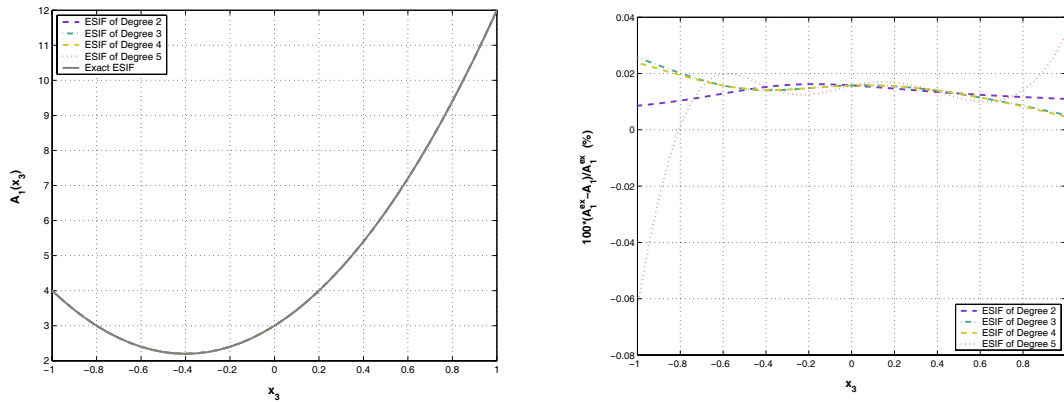 12
11
10
9
8
7
6
5
4
3
2
A₁(x₃)
ESIF of Degree 2
ESIF of Degree 3
ESIF of Degree 4
ESIF of Degree 5
Exact ESIF
−1 −0.8 −0.6 −0.4 −0.2 0 0.2 0.4 0.6 0.8 1
x₃
0.04
0.02
0
−0.02
−0.04
−0.06
−0.08
100*(A₁ᵉˣ−A₁)/A₁ᵉˣ (%)
ESIF of Degree 2
ESIF of Degree 3
ESIF of Degree 4
ESIF of Degree 5
−1 −0.8 −0.6 −0.4 −0.2 0 0.2 0.4 0.6 0.8
x₃